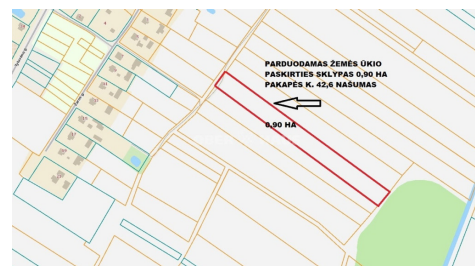 PARDUODAMAS ŽEMĖS ŪKIO
PASKIRTIES SKLYPAS 0,90 HA
PAKAPĖS K. 42,6 NAŠUMAS
0,90 HA